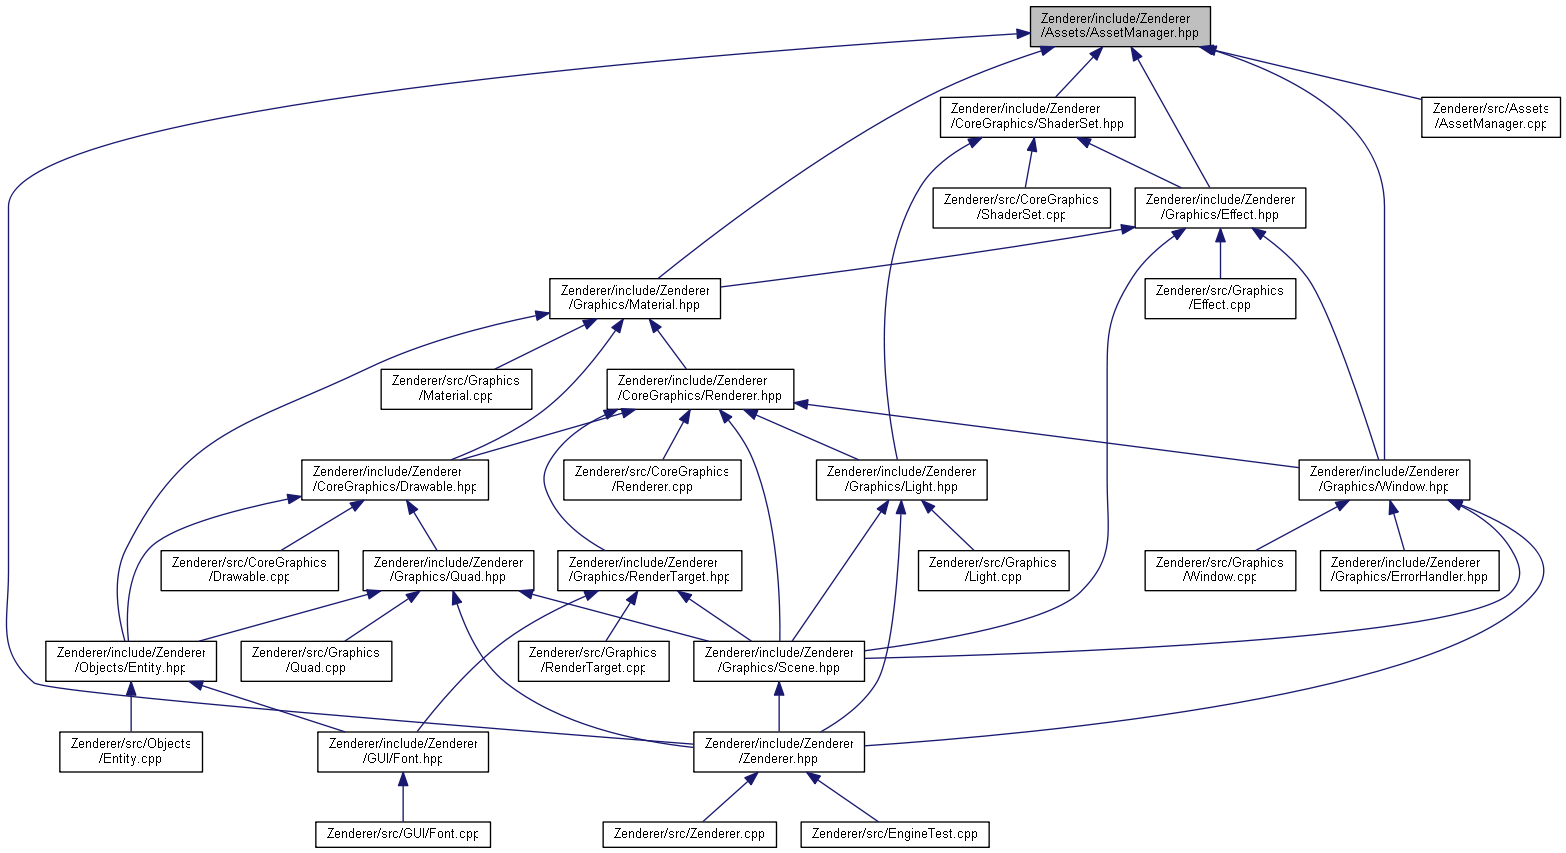 Zenderer/include/Zenderer
/Assets/AssetManager.hpp
Zenderer/include/Zenderer
/CoreGraphics/ShaderSet.hpp
Zenderer/src/Assets
/AssetManager.cpp
Zenderer/src/CoreGraphics
/ShaderSet.cpp
Zenderer/include/Zenderer
/Graphics/Effect.hpp
Zenderer/include/Zenderer
/Graphics/Material.hpp
Zenderer/src/Graphics
/Effect.cpp
Zenderer/src/Graphics
/Material.cpp
Zenderer/include/Zenderer
/CoreGraphics/Renderer.hpp
Zenderer/include/Zenderer
/CoreGraphics/Drawable.hpp
Zenderer/src/CoreGraphics
/Renderer.cpp
Zenderer/include/Zenderer
/Graphics/Light.hpp
Zenderer/include/Zenderer
/Graphics/Window.hpp
Zenderer/src/CoreGraphics
/Drawable.cpp
Zenderer/include/Zenderer
/Graphics/Quad.hpp
Zenderer/include/Zenderer
/Graphics/RenderTarget.hpp
Zenderer/src/Graphics
/Light.cpp
Zenderer/src/Graphics
/Window.cpp
Zenderer/include/Zenderer
/Graphics/ErrorHandler.hpp
Zenderer/include/Zenderer
/Objects/Entity.hpp
Zenderer/src/Graphics
/Quad.cpp
Zenderer/src/Graphics
/RenderTarget.cpp
Zenderer/include/Zenderer
/Graphics/Scene.hpp
Zenderer/src/Objects
/Entity.cpp
Zenderer/include/Zenderer
/GUI/Font.hpp
Zenderer/include/Zenderer
/Zenderer.hpp
Zenderer/src/GUI/Font.cpp
Zenderer/src/Zenderer.cpp
Zenderer/src/EngineTest.cpp